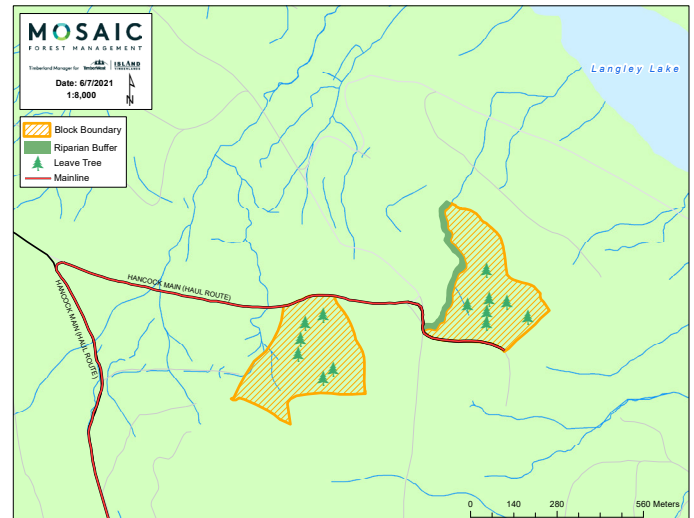 MOSAIC
FOREST MANAGEMENT
Timberland Manager for TimberWest ISLAND TIMBERLANDS
Date: 6/7/2021
1:8,000
N
Block Boundary
Riparian Buffer
Leave Tree
Mainline
Langley Lake
HANCOCK MAIN (HAUL ROUTE)
HANCOCK MAIN (HAUL ROUTE)
0 140 280 560 Meters